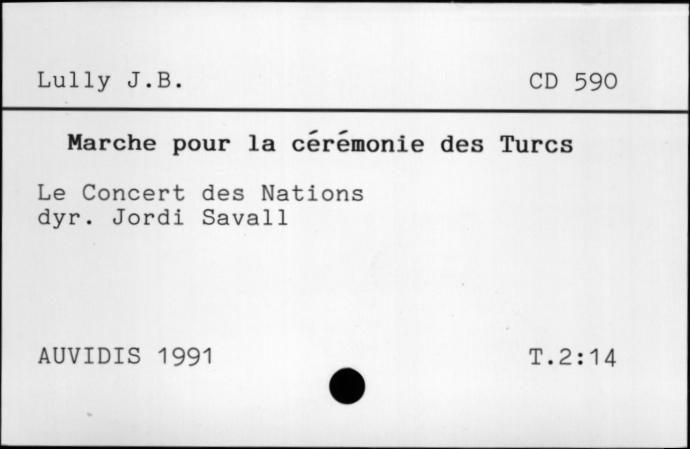 Lully J.B. CD 590
Marche pour la cérémonie des Turcs
Le Concert des Nations
dyr. Jordi Savall
AUVIDIS 1991 T.2:14